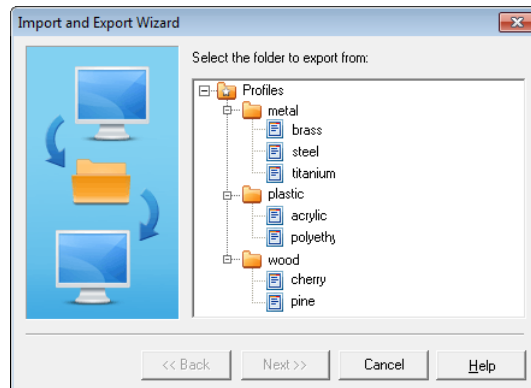 Import and Export Wizard
Select the folder to export from:
Profiles
metal
brass
steel
titanium
plastic
acrylic
polyethy
wood
cherry
pine
<< Back Next >> Cancel Help